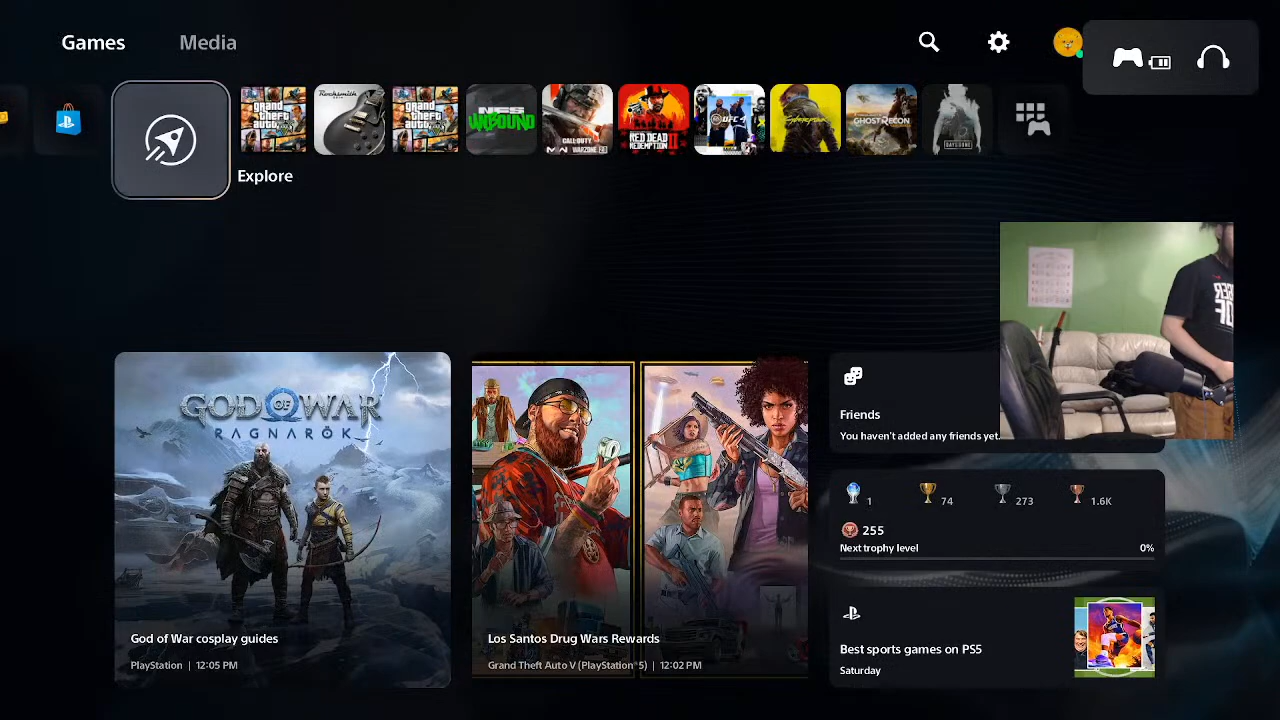 Games
Media
grand theft auto V
Rocksmith
grand theft auto V
NFS UNBOUND
CALL OF DUTY
WARZONE 2.0
RED DEAD
REDEMPTION II
UFC 4
Cyberpunk
GHOST RECON
DAYS GONE
Explore
GOD OF WAR
RAGNARÖK
God of War cosplay guides
PlayStation | 12:05 PM
Los Santos Drug Wars Rewards
Grand Theft Auto V (PlayStation®5) | 12:02 PM
Friends
You haven't added any friends yet.
1 74 273 1.6K
255
Next trophy level 0%
Best sports games on PS5
Saturday